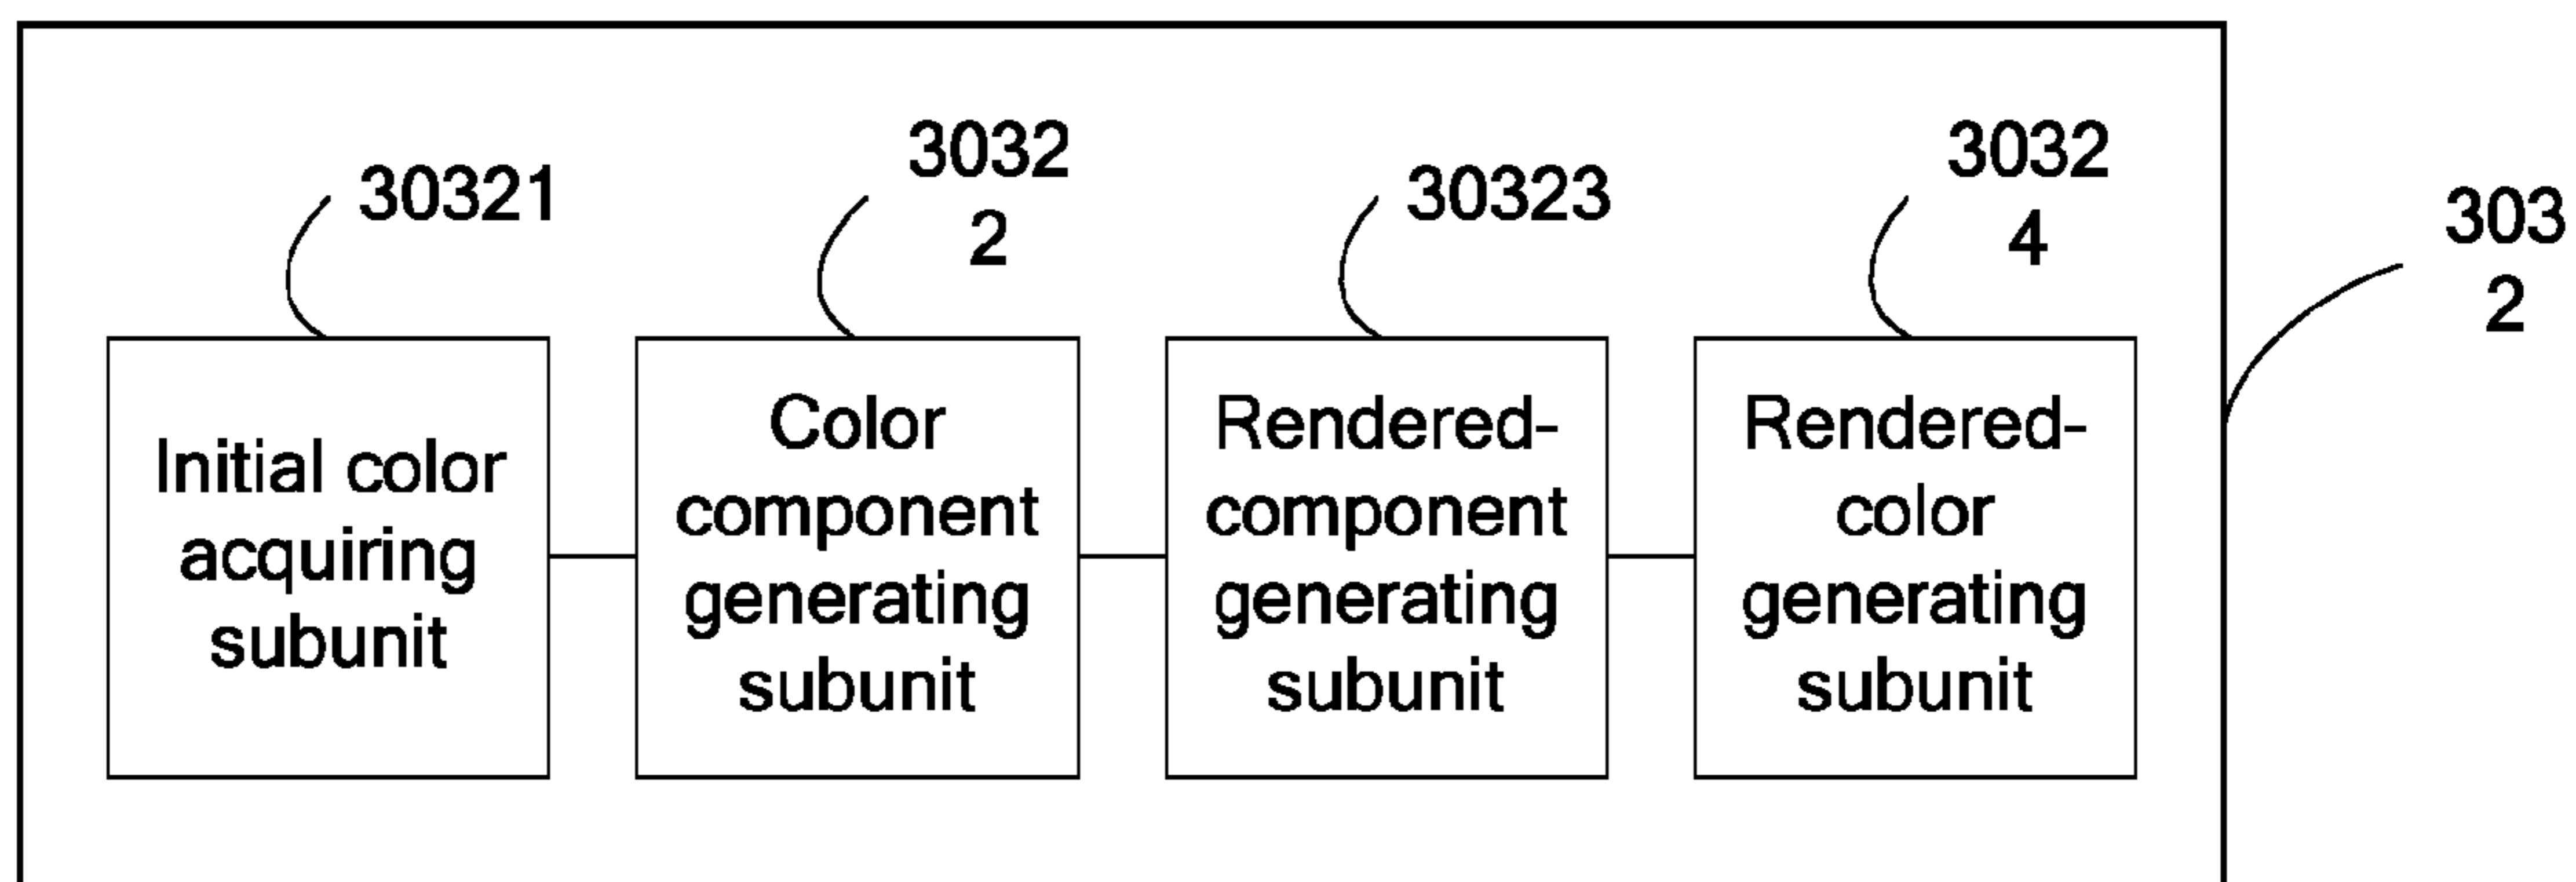 30321
3032
2
30323
3032
4
303
2
Initial color
acquiring
subunit
Color
component
generating
subunit
Rendered-
component
generating
subunit
Rendered-
color
generating
subunit